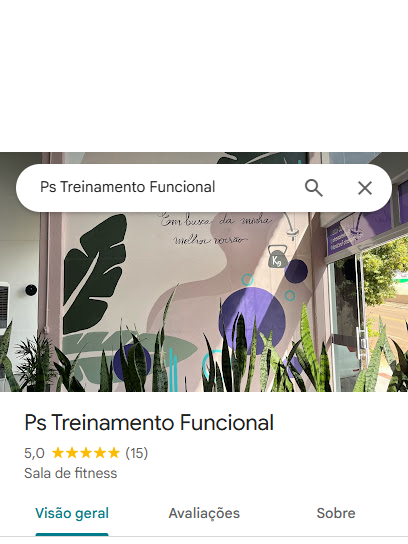 Ps Treinamento Funcional
Em busca da minha
melhor versão
Kg
Ps Treinamento Funcional
5,0 (15)
Sala de fitness
Visão geral
Avaliações
Sobre